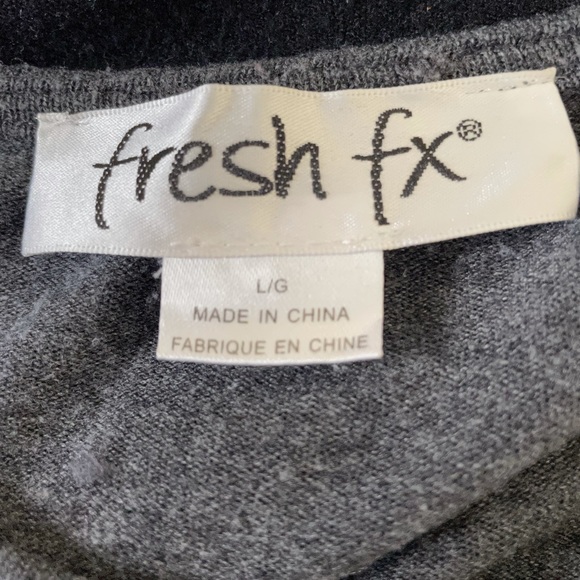 fresh fx®
L/G
MADE IN CHINA
FABRIQUE EN CHINE